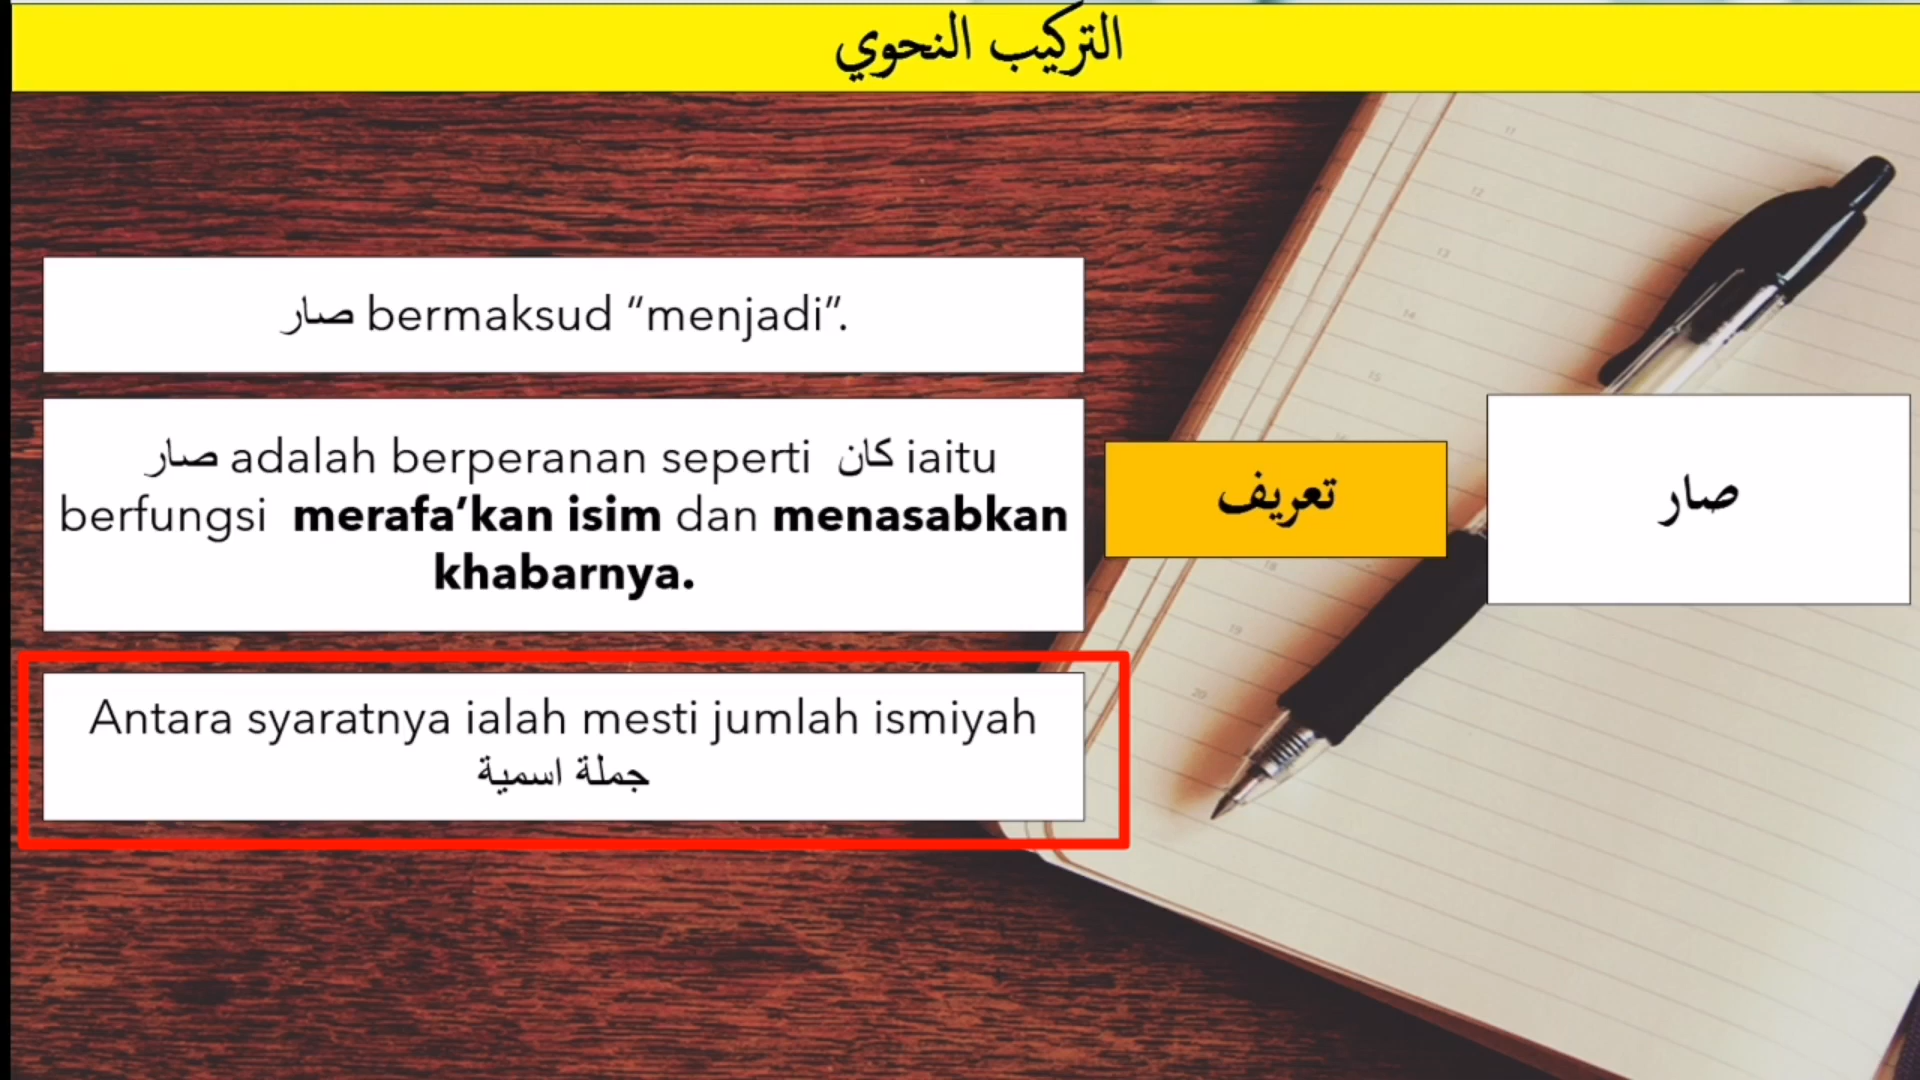 التركيب النحوي
صار
تعريف
صار bermaksud “menjadi”.
صار adalah berperanan seperti كان iaitu
berfungsi merafa’kan isim dan menasabkan
khabarnya.
Antara syaratnya ialah mesti jumlah ismiyah
جملة اسمية